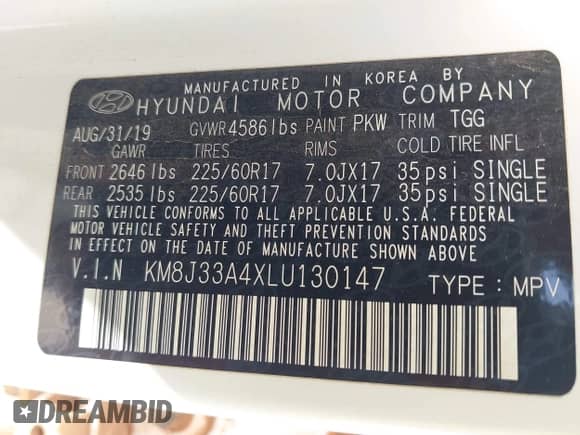 MANUFACTURED IN KOREA BY
HYUNDAI MOTOR COMPANY
AUG/31/19 GVWR 4586 lbs PAINT PKW TRIM TGG
GAWR TIRES RIMS COLD TIRE INFL
FRONT 2646 lbs 225/60R17 7.0JX17 35psi SINGLE
REAR 2535 lbs 225/60R17 7.0JX17 35psi SINGLE
THIS VEHICLE CONFORMS TO ALL APPLICABLE U.S.A. FEDERAL
MOTOR VEHICLE SAFETY AND THEFT PREVENTION STANDARDS
IN EFFECT ON THE DATE OF MANUFACTURE SHOWN ABOVE
V.I.N KM8J33A4XLU130147 TYPE : MPV
DREAMBID